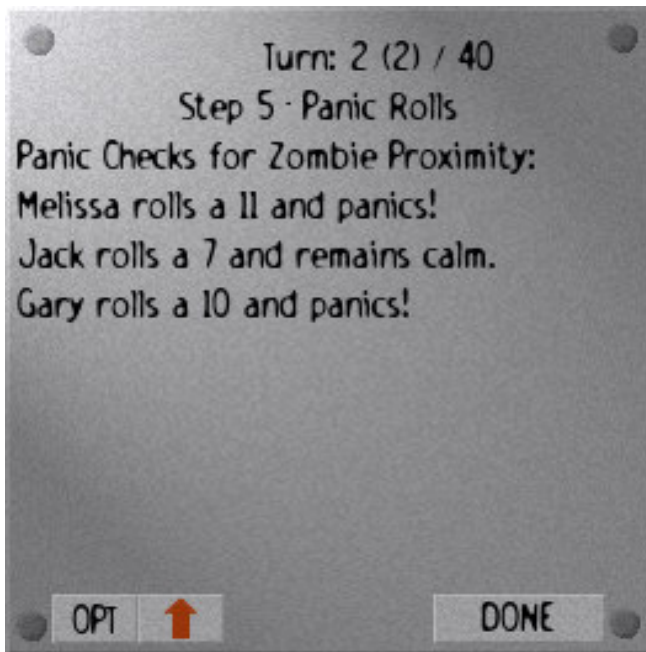 Turn: 2 (2) / 40
Step 5 - Panic Rolls
Panic Checks for Zombie Proximity:
Melissa rolls a 11 and panics!
Jack rolls a 7 and remains calm.
Gary rolls a 10 and panics!
OPT DONE